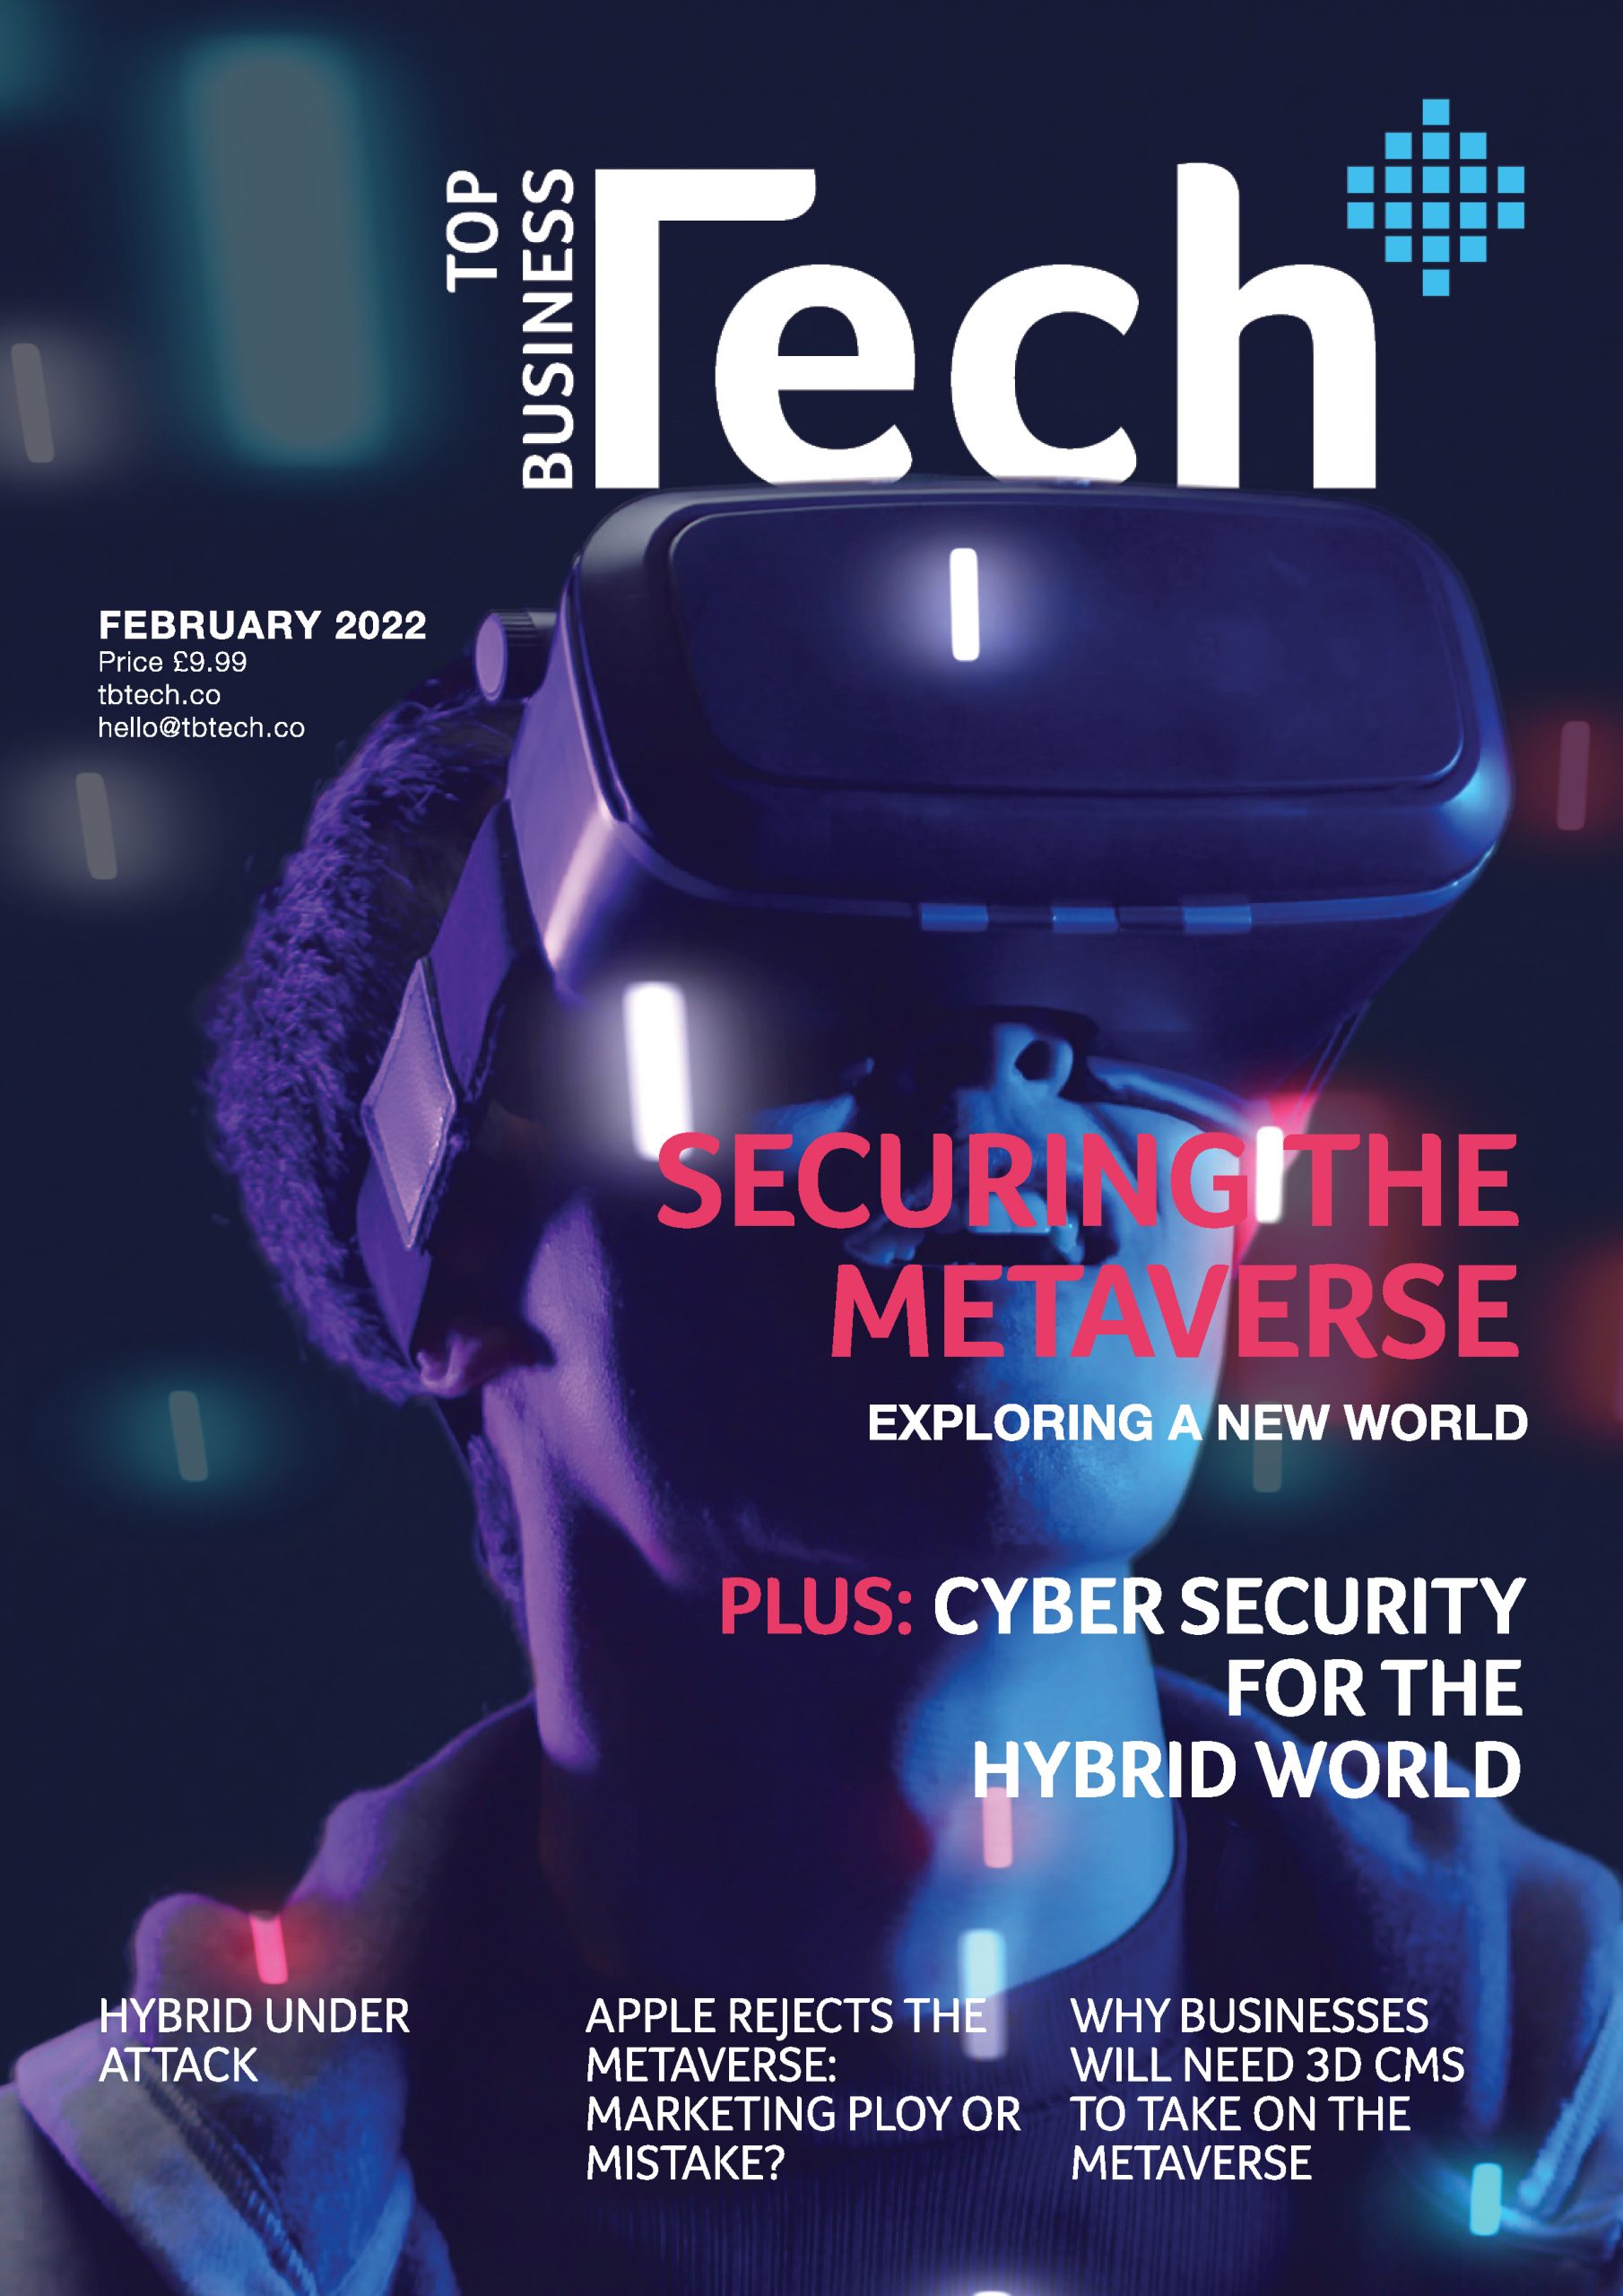 TOP
BUSINESS
Tech
FEBRUARY 2022
Price £9.99
tbtech.co
hello@tbtech.co
SECURING THE
METAVERSE
EXPLORING A NEW WORLD
PLUS: CYBER SECURITY
FOR THE
HYBRID WORLD
HYBRID UNDER
ATTACK
APPLE REJECTS THE
METAVERSE:
MARKETING PLOY OR
MISTAKE?
WHY BUSINESSES
WILL NEED 3D CMS
TO TAKE ON THE
METAVERSE